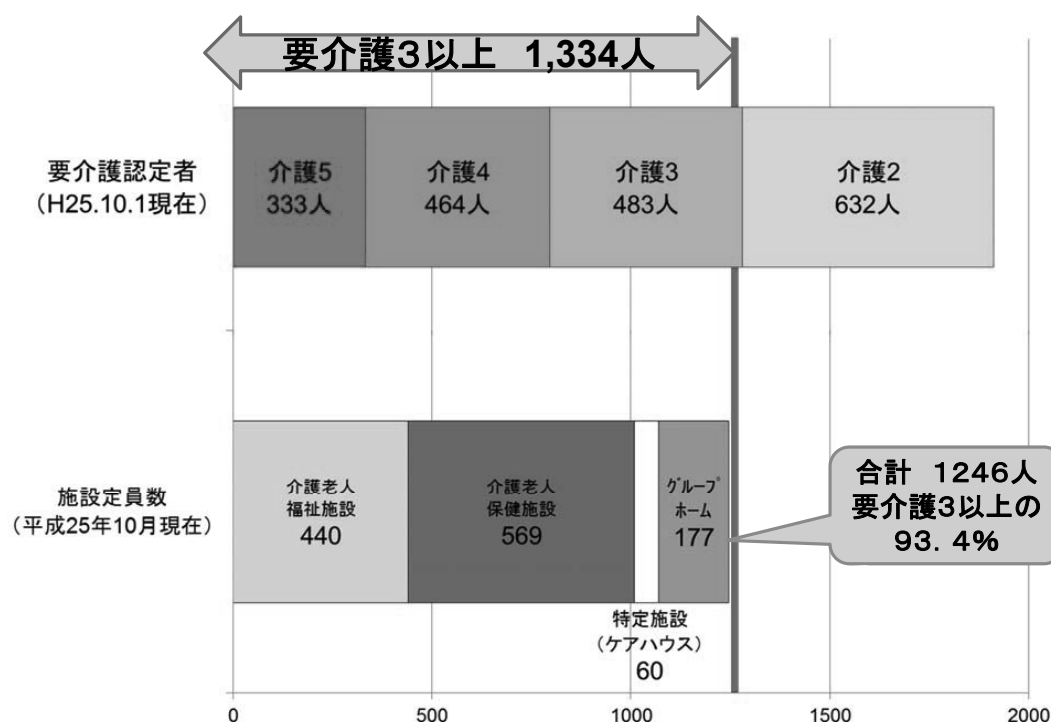 要介護３以上 1,334人
要介護認定者
（H25.10.1現在）
介護5
333人
介護4
464人
介護3
483人
介護2
632人
施設定員数
（平成25年10月現在）
介護老人
福祉施設
440
介護老人
保健施設
569
ｸﾞﾙｰﾌﾟ
ホーム
177
特定施設
（ケアハウス）
60
合計 １２４６人
要介護３以上の
９３．４％
0 500 1000 1500 2000